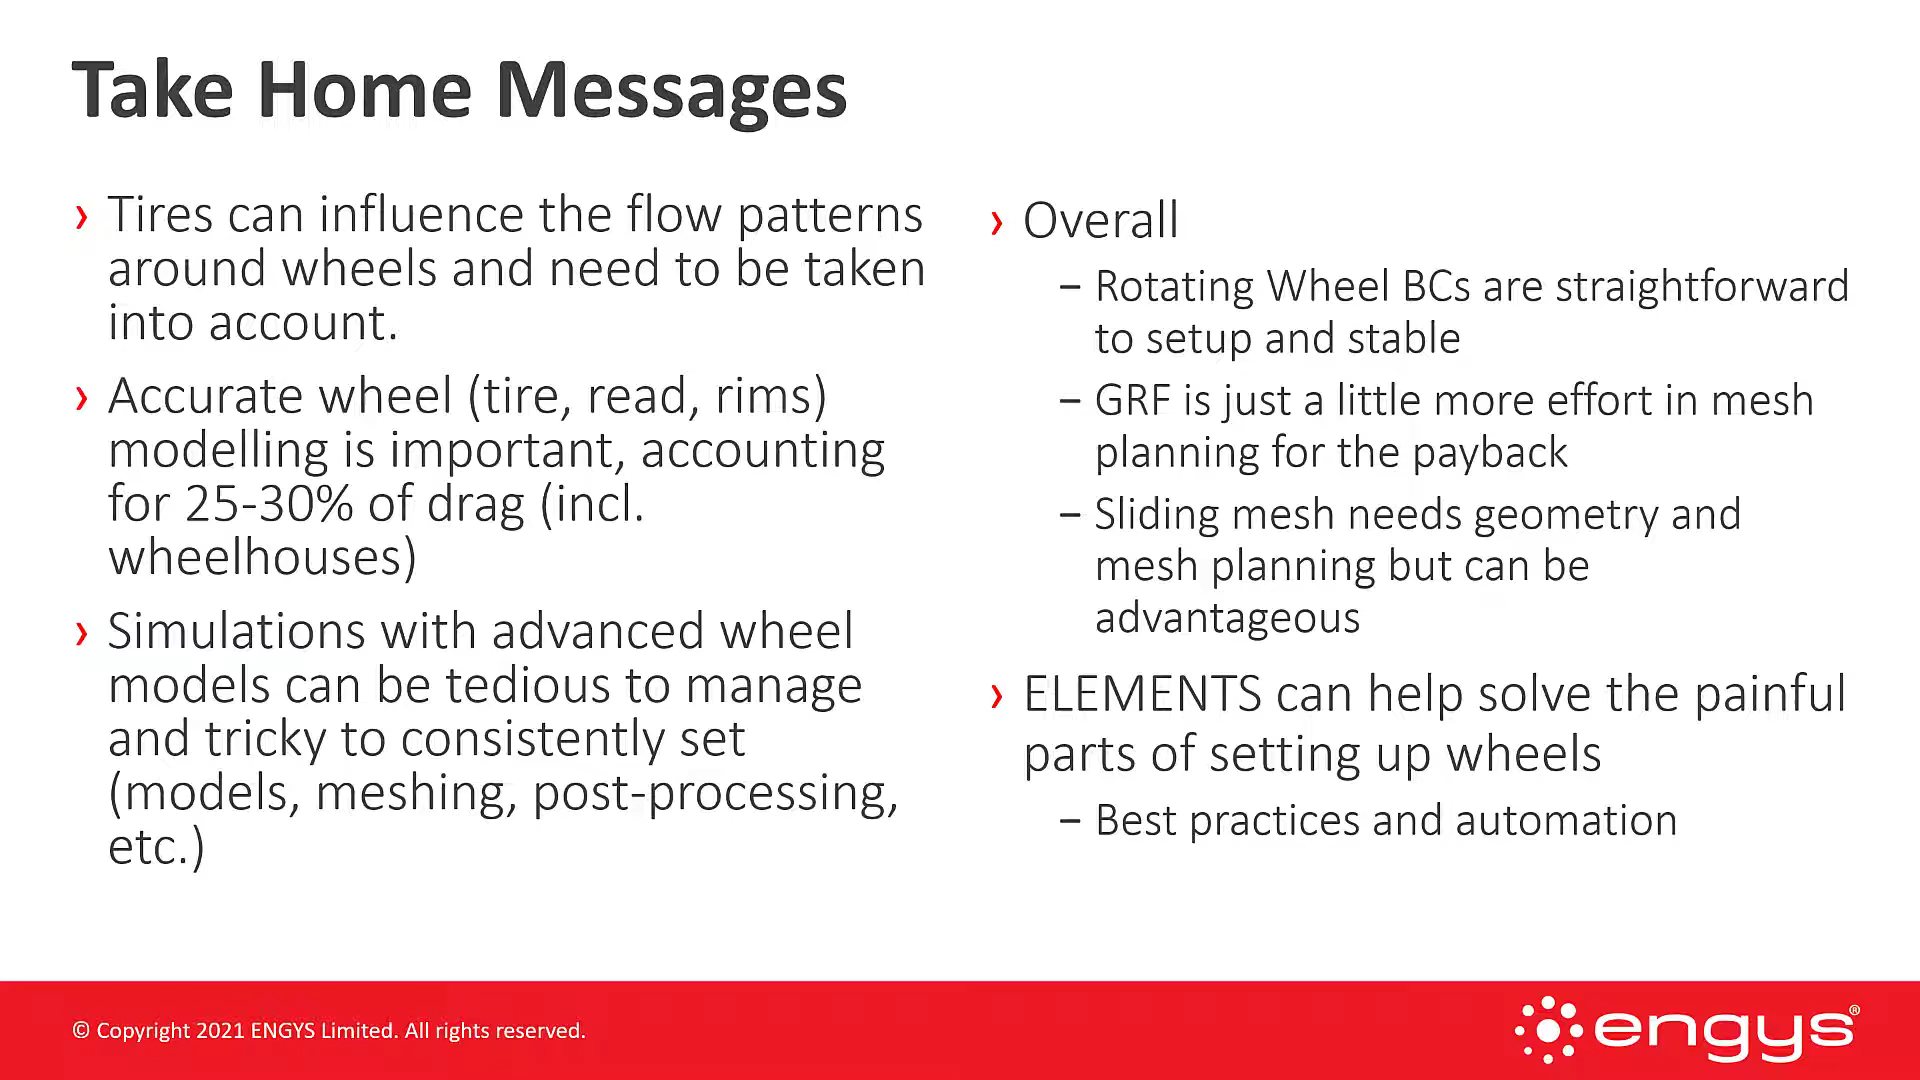 Take Home Messages
› Tires can influence the flow patterns
around wheels and need to be taken
into account.
› Accurate wheel (tire, read, rims)
modelling is important, accounting
for 25-30% of drag (incl.
wheelhouses)
› Simulations with advanced wheel
models can be tedious to manage
and tricky to consistently set
(models, meshing, post-processing,
etc.)
› Overall
– Rotating Wheel BCs are straightforward
to setup and stable
– GRF is just a little more effort in mesh
planning for the payback
– Sliding mesh needs geometry and
mesh planning but can be
advantageous
› ELEMENTS can help solve the painful
parts of setting up wheels
– Best practices and automation
© Copyright 2021 ENGYS Limited. All rights reserved.
engys®